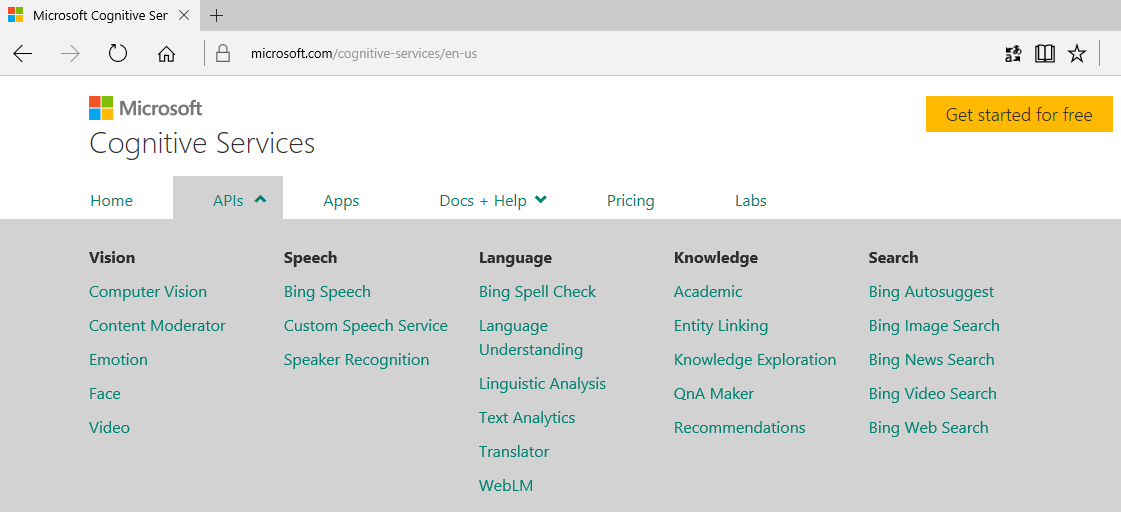 Microsoft Cognitive Ser
microsoft.com/cognitive-services/en-us
Microsoft
Cognitive Services
Get started for free
Home
APIs
Apps
Docs + Help
Pricing
Labs
Vision
Computer Vision
Content Moderator
Emotion
Face
Video
Speech
Bing Speech
Custom Speech Service
Speaker Recognition
Language
Bing Spell Check
Language
Understanding
Linguistic Analysis
Text Analytics
Translator
WebLM
Knowledge
Academic
Entity Linking
Knowledge Exploration
QnA Maker
Recommendations
Search
Bing Autosuggest
Bing Image Search
Bing News Search
Bing Video Search
Bing Web Search